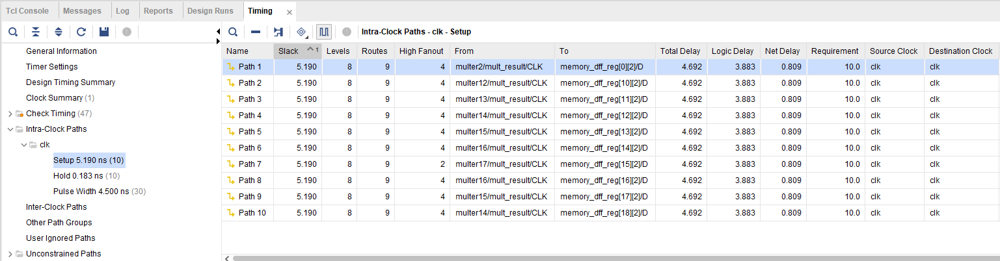 Tcl Console Messages Log Reports Design Runs Timing
Intra-Clock Paths - clk - Setup
General Information
Timer Settings
Design Timing Summary
Clock Summary (1)
Check Timing (47)
Intra-Clock Paths
clk
Setup 5.190 ns (10)
Hold 0.183 ns (10)
Pulse Width 4.500 ns (30)
Inter-Clock Paths
Other Path Groups
User Ignored Paths
Unconstrained Paths
Name Slack 1 Levels Routes High Fanout From To Total Delay Logic Delay Net Delay Requirement Source Clock Destination Clock
Path 1 5.190 8 9 4 multer2/mult_result/CLK memory_dff_reg[0][2]/D 4.692 3.883 0.809 10.0 clk clk
Path 2 5.190 8 9 4 multer12/mult_result/CLK memory_dff_reg[10][2]/D 4.692 3.883 0.809 10.0 clk clk
Path 3 5.190 8 9 4 multer13/mult_result/CLK memory_dff_reg[11][2]/D 4.692 3.883 0.809 10.0 clk clk
Path 4 5.190 8 9 4 multer14/mult_result/CLK memory_dff_reg[12][2]/D 4.692 3.883 0.809 10.0 clk clk
Path 5 5.190 8 9 4 multer15/mult_result/CLK memory_dff_reg[13][2]/D 4.692 3.883 0.809 10.0 clk clk
Path 6 5.190 8 9 4 multer16/mult_result/CLK memory_dff_reg[14][2]/D 4.692 3.883 0.809 10.0 clk clk
Path 7 5.190 8 9 2 multer17/mult_result/CLK memory_dff_reg[15][2]/D 4.692 3.883 0.809 10.0 clk clk
Path 8 5.190 8 9 4 multer16/mult_result/CLK memory_dff_reg[16][2]/D 4.692 3.883 0.809 10.0 clk clk
Path 9 5.190 8 9 4 multer15/mult_result/CLK memory_dff_reg[17][2]/D 4.692 3.883 0.809 10.0 clk clk
Path 10 5.190 8 9 4 multer14/mult_result/CLK memory_dff_reg[18][2]/D 4.692 3.883 0.809 10.0 clk clk